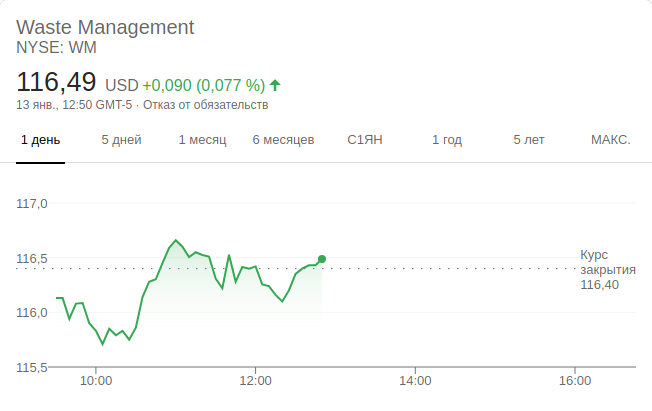 Waste Management
NYSE: WM
116,49 USD +0,090 (0,077 %)
13 янв., 12:50 GMT-5 · Отказ от обязательств
1 день 5 дней 1 месяц 6 месяцев С1ЯН 1 год 5 лет МАКС.
117,0
116,5
Курс
закрытия
116,40
116,0
115,5
10:00 12:00 14:00 16:00